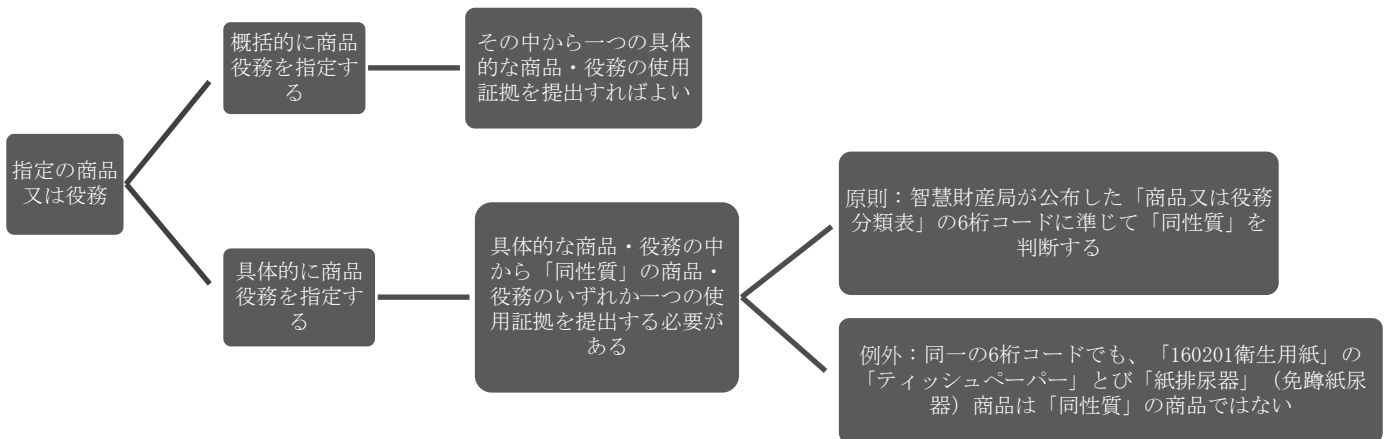 指定の商品
又は役務
概括的に商品
役務を指定す
る
その中から一つの具体
的な商品・役務の使用
証拠を提出すればよい
具体的に商品
役務を指定す
る
具体的な商品・役務の中
から「同性質」の商品・
役務のいずれか一つの使
用証拠を提出する必要が
ある
原則：智慧財産局が公布した「商品又は役務
分類表」の6桁コードに準じて「同性質」を
判断する
例外：同一の6桁コードでも、「160201衛生用紙」の
「ティッシュペーパー」とび「紙排尿器」（免蹲紙尿
器）商品は「同性質」の商品ではない